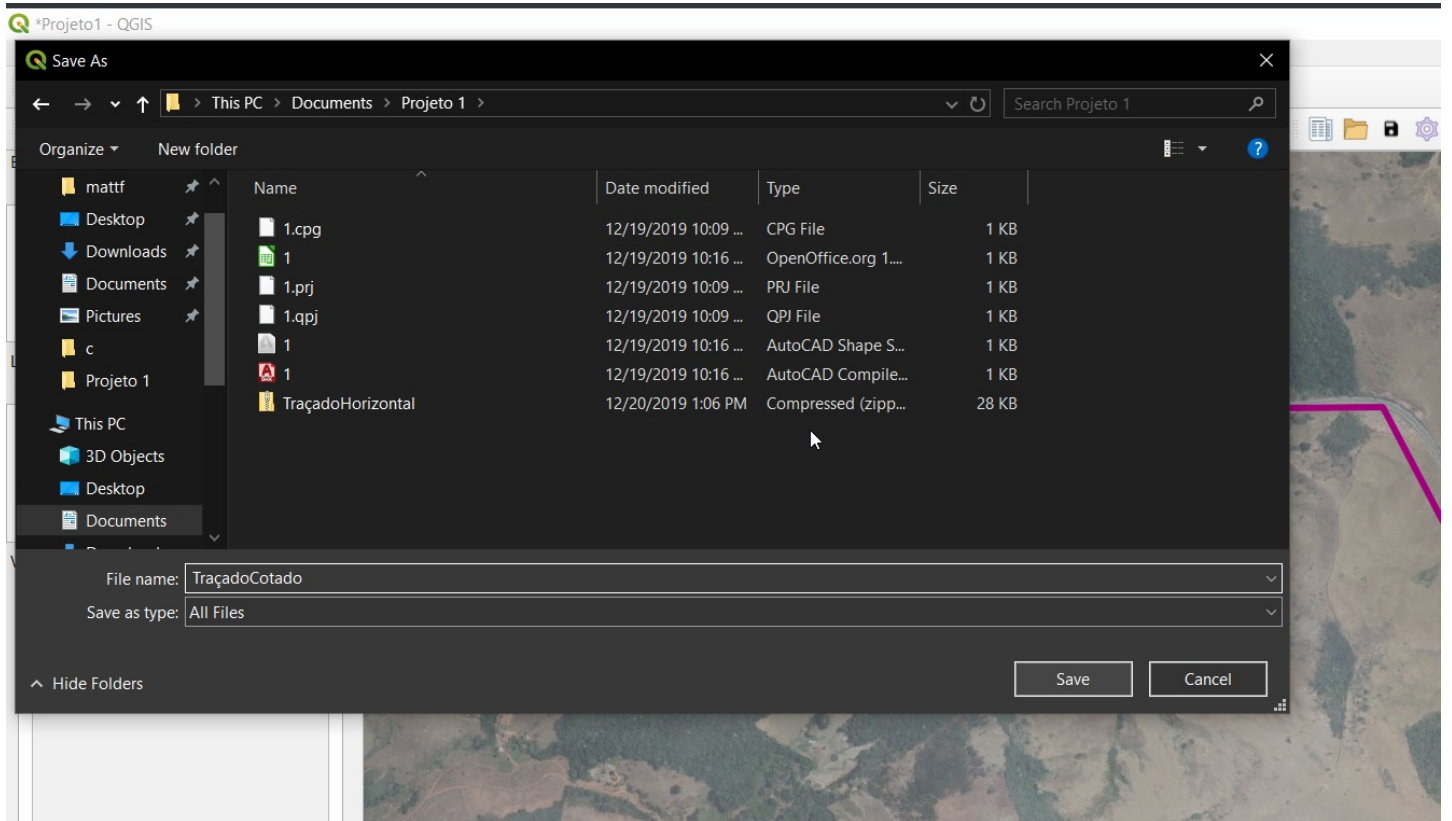 *Projeto1 - QGIS
Save As
This PC > Documents > Projeto 1 >
Search Projeto 1
Organize
New folder
Name
Date modified
Type
Size
mattf
Desktop
Downloads
Documents
Pictures
c
Projeto 1
This PC
3D Objects
Desktop
Documents
1.cpg 12/19/2019 10:09 ... CPG File 1 KB
1 12/19/2019 10:16 ... OpenOffice.org 1.... 1 KB
1.prj 12/19/2019 10:09 ... PRJ File 1 KB
1.qpj 12/19/2019 10:09 ... QPJ File 1 KB
1 12/19/2019 10:16 ... AutoCAD Shape S... 1 KB
1 12/19/2019 10:16 ... AutoCAD Compile... 1 KB
TraçadoHorizontal 12/20/2019 1:06 PM Compressed (zipp... 28 KB
File name: TraçadoCotado
Save as type: All Files
Hide Folders
Save
Cancel